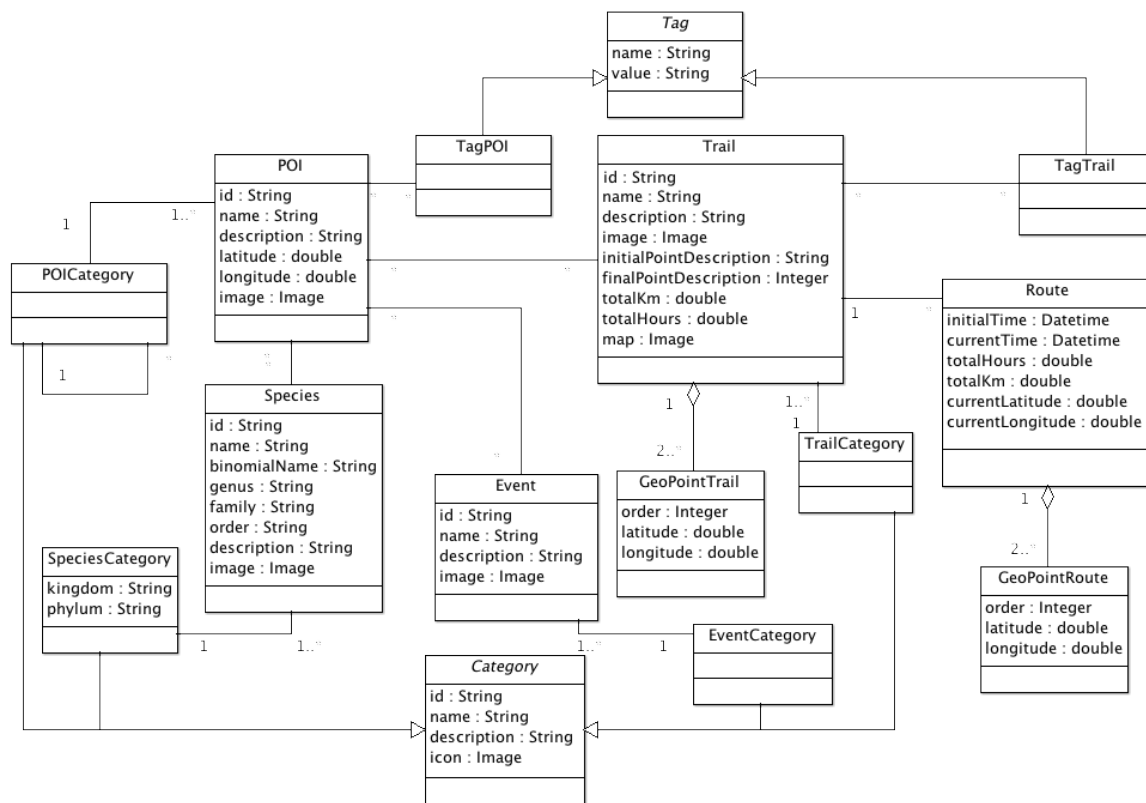 Tag
name : String
value : String
TagPOI
Trail
id : String
name : String
description : String
image : Image
initialPointDescription : String
finalPointDescription : Integer
totalKm : double
totalHours : double
map : Image
TagTrail
POI
id : String
name : String
description : String
latitude : double
longitude : double
image : Image
* *
* *
1
1..*
POICategory
* *
1 *
Route
initialTime : Datetime
currentTime : Datetime
totalHours : double
totalKm : double
currentLatitude : double
currentLongitude : double
*
1 *
Species
id : String
name : String
binomialName : String
genus : String
family : String
order : String
description : String
image : Image
1
2..*
1..*
1
TrailCategory
GeoPointTrail
order : Integer
latitude : double
longitude : double
*
Event
id : String
name : String
description : String
image : Image
1
2..*
GeoPointRoute
order : Integer
latitude : double
longitude : double
SpeciesCategory
kingdom : String
phylum : String
1 1..*
1..* 1
EventCategory
Category
id : String
name : String
description : String
icon : Image